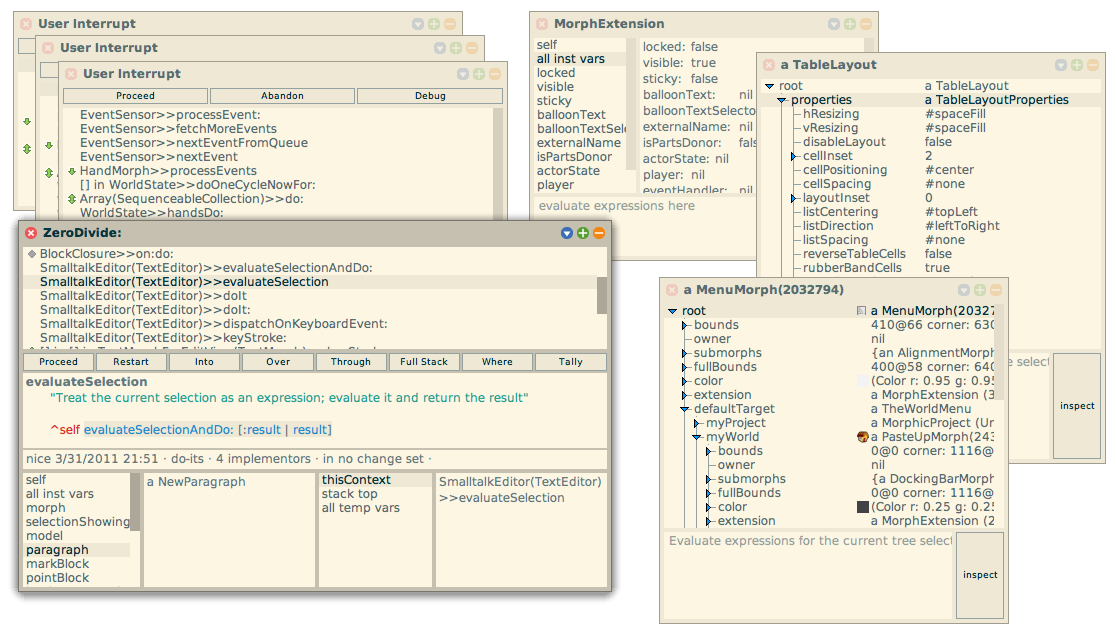 User Interrupt
User Interrupt
User Interrupt
Proceed Abandon Debug
EventSensor>>processEvent:
EventSensor>>fetchMoreEvents
EventSensor>>nextEventFromQueue
EventSensor>>nextEvent
HandMorph>>processEvents
[] in WorldState>>doOneCycleNowFor:
Array(SequenceableCollection)>>do:
WorldState>>handsDo:
MorphExtension
self
all inst vars
locked
visible
sticky
balloonText
balloonTextSele
externalName
isPartsDonor
actorState
player
locked: false
visible: true
sticky: false
balloonText: nil
balloonTextSelecto
externalName: nil
isPartsDonor: fals
actorState: nil
player: nil
eventHandler: nil
evaluate expressions here
a TableLayout
root a TableLayout
properties a TableLayoutProperties
hResizing #spaceFill
vResizing #spaceFill
disableLayout false
cellInset 2
cellPositioning #center
cellSpacing #none
layoutInset 0
listCentering #topLeft
listDirection #leftToRight
listSpacing #none
reverseTableCells false
rubberBandCells true
e select
inspect
ZeroDivide:
BlockClosure>>on:do:
SmalltalkEditor(TextEditor)>>evaluateSelectionAndDo:
SmalltalkEditor(TextEditor)>>evaluateSelection
SmalltalkEditor(TextEditor)>>doIt
SmalltalkEditor(TextEditor)>>doIt:
SmalltalkEditor(TextEditor)>>dispatchOnKeyboardEvent:
SmalltalkEditor(TextEditor)>>keyStroke:
Proceed Restart Into Over Through Full Stack Where Tally
evaluateSelection
"Treat the current selection as an expression; evaluate it and return the result"
^self evaluateSelectionAndDo: [:result | result]
nice 3/31/2011 21:51 · do-its · 4 implementors · in no change set ·
self
all inst vars
morph
selectionShowing
model
paragraph
markBlock
pointBlock
a NewParagraph
thisContext
stack top
all temp vars
SmalltalkEditor(TextEditor)
>>evaluateSelection
a MenuMorph(2032794)
root a MenuMorph(20327
bounds 410@66 corner: 630
owner nil
submorphs {an AlignmentMorph
fullBounds 400@58 corner: 640
color (Color r: 0.95 g: 0.95
extension a MorphExtension (3
defaultTarget a TheWorldMenu
myProject a MorphicProject (Un
myWorld a PasteUpMorph(243
bounds 0@0 corner: 1116@
owner nil
submorphs {a DockingBarMorph
fullBounds 0@0 corner: 1116@
color (Color r: 0.25 g: 0.25
extension a MorphExtension (2
Evaluate expressions for the current tree select
inspect